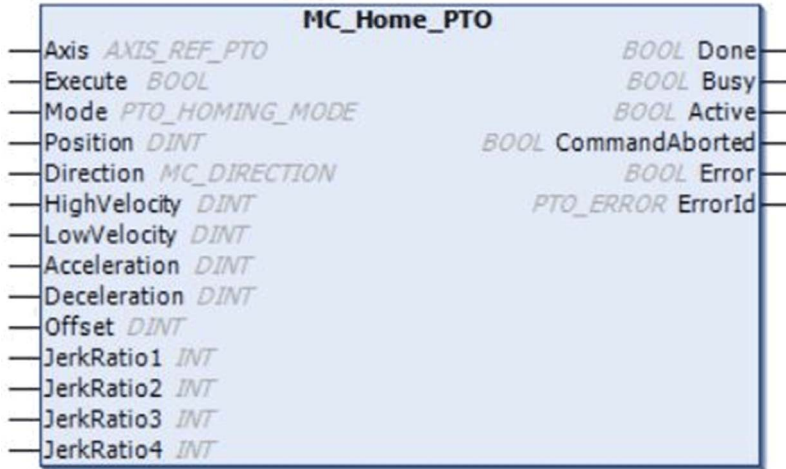 MC_Home_PTO
Axis AXIS_REF_PTO BOOL Done
Execute BOOL BOOL Busy
Mode PTO_HOMING_MODE BOOL Active
Position DINT BOOL CommandAborted
Direction MC_DIRECTION BOOL Error
HighVelocity DINT PTO_ERROR ErrorId
LowVelocity DINT
Acceleration DINT
Deceleration DINT
Offset DINT
JerkRatio1 INT
JerkRatio2 INT
JerkRatio3 INT
JerkRatio4 INT